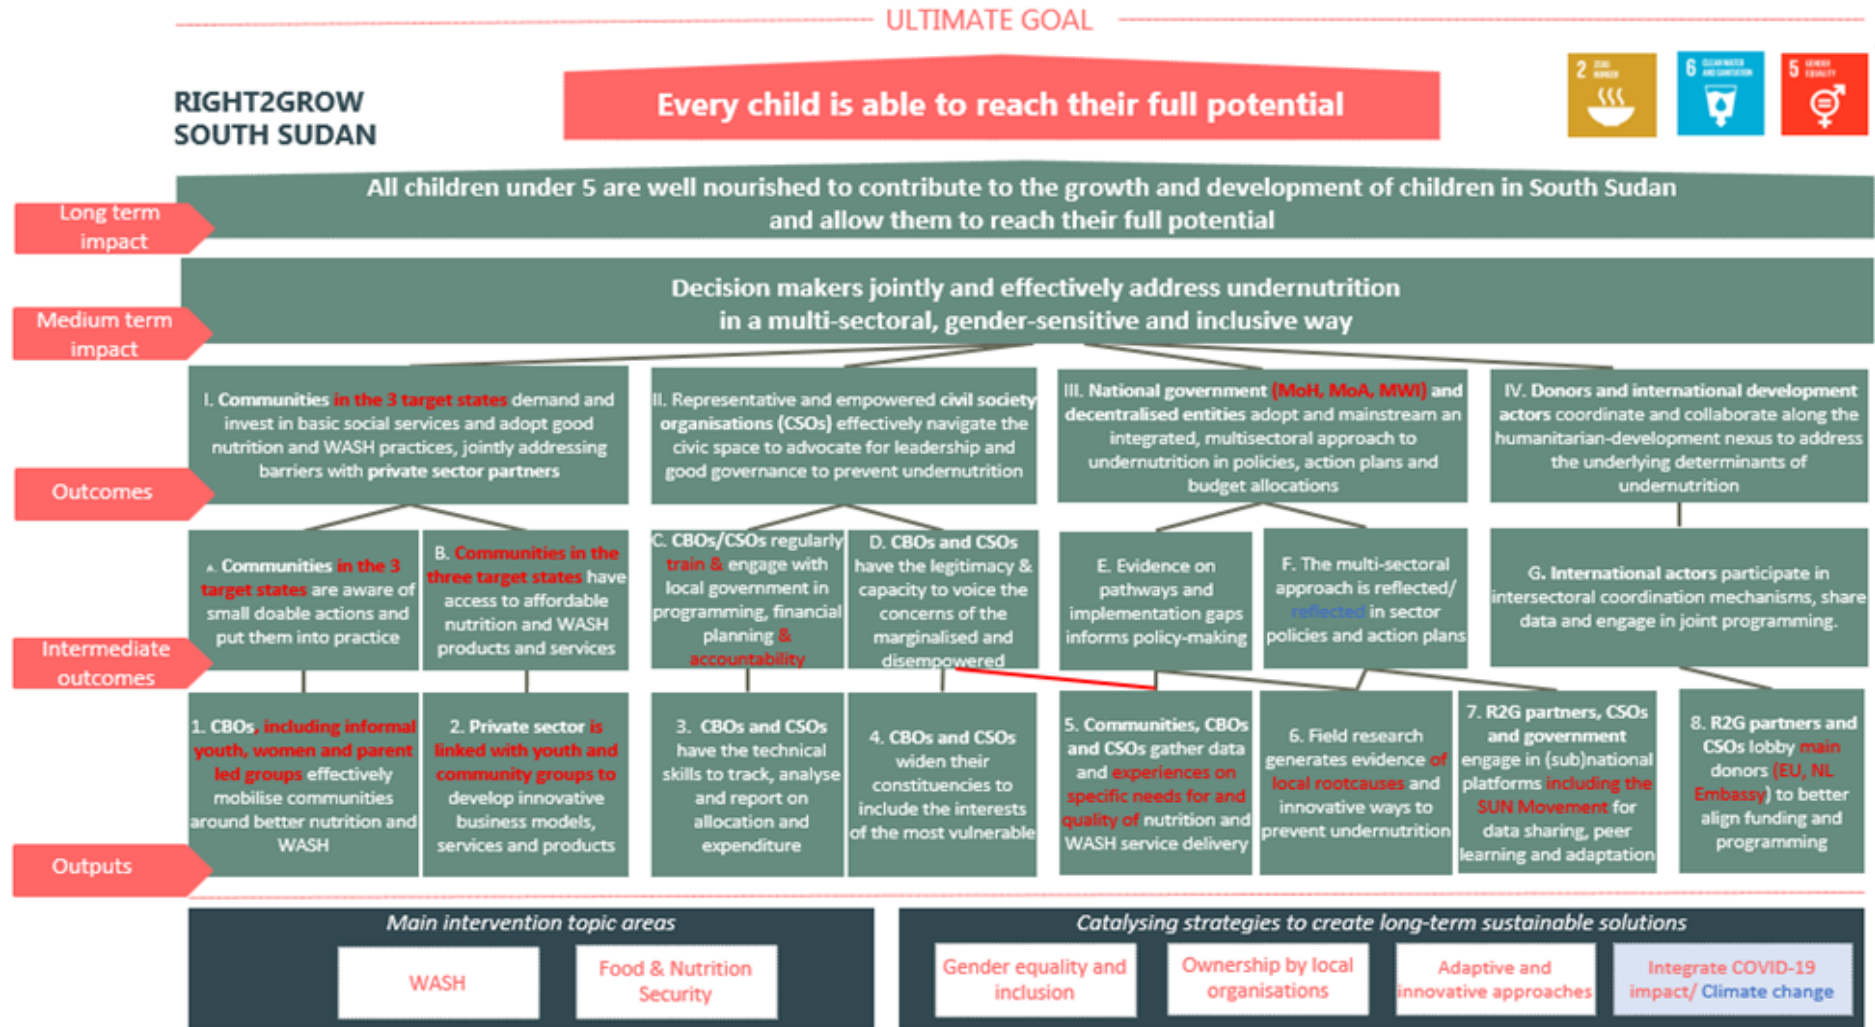 ULTIMATE GOAL
RIGHT2GROW
SOUTH SUDAN
Every child is able to reach their full potential
2 ZERO
HUNGER
6 CLEAN WATER
AND SANITATION
5 GENDER
EQUALITY
Long term
impact
All children under 5 are well nourished to contribute to the growth and development of children in South Sudan
and allow them to reach their full potential
Medium term
impact
Decision makers jointly and effectively address undernutrition
in a multi-sectoral, gender-sensitive and inclusive way
Outcomes
I. Communities in the 3 target states demand and
invest in basic social services and adopt good
nutrition and WASH practices, jointly addressing
barriers with private sector partners
II. Representative and empowered civil society
organisations (CSOs) effectively navigate the
civic space to advocate for leadership and
good governance to prevent undernutrition
III. National government (MoH, MoA, MWI) and
decentralised entities adopt and mainstream an
integrated, multisectoral approach to
undernutrition in policies, action plans and
budget allocations
IV. Donors and international development
actors coordinate and collaborate along the
humanitarian-development nexus to address
the underlying determinants of
undernutrition
Intermediate
outcomes
A. Communities in the 3
target states are aware of
small doable actions and
put them into practice
B. Communities in the
three target states have
access to affordable
nutrition and WASH
products and services
C. CBOs/CSOs regularly
train & engage with
local government in
programming, financial
planning &
accountability
D. CBOs and CSOs
have the legitimacy &
capacity to voice the
concerns of the
marginalised and
disempowered
E. Evidence on
pathways and
implementation gaps
informs policy-making
F. The multi-sectoral
approach is reflected/
reflected in sector
policies and action plans
G. International actors participate in
intersectoral coordination mechanisms, share
data and engage in joint programming.
Outputs
1. CBOs, including informal
youth, women and parent
led groups effectively
mobilise communities
around better nutrition and
WASH
2. Private sector is
linked with youth and
community groups to
develop innovative
business models,
services and products
3. CBOs and CSOs
have the technical
skills to track, analyse
and report on
allocation and
expenditure
4. CBOs and CSOs
widen their
constituencies to
include the interests
of the most vulnerable
5. Communities, CBOs
and CSOs gather data
and experiences on
specific needs for and
quality of nutrition and
WASH service delivery
6. Field research
generates evidence of
local rootcauses and
innovative ways to
prevent undernutrition
7. R2G partners, CSOs
and government
engage in (sub)national
platforms including the
SUN Movement for
data sharing, peer
learning and adaptation
8. R2G partners and
CSOs lobby main
donors (EU, NL
Embassy) to better
align funding and
programming
Main intervention topic areas
WASH
Food & Nutrition
Security
Catalysing strategies to create long-term sustainable solutions
Gender equality and
inclusion
Ownership by local
organisations
Adaptive and
innovative approaches
Integrate COVID-19
impact/ Climate change